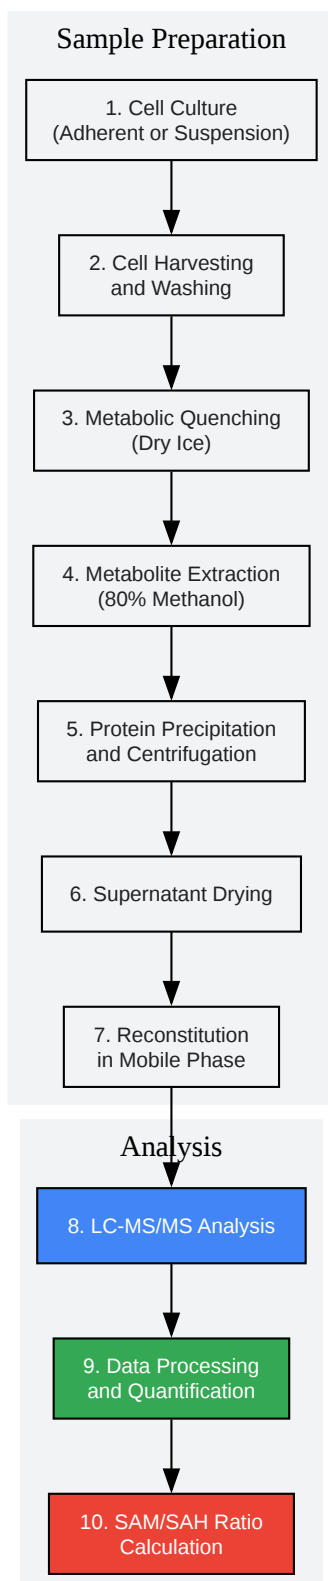 Sample Preparation
1. Cell Culture
(Adherent or Suspension)
2. Cell Harvesting
and Washing
3. Metabolic Quenching
(Dry Ice)
4. Metabolite Extraction
(80% Methanol)
5. Protein Precipitation
and Centrifugation
6. Supernatant Drying
7. Reconstitution
in Mobile Phase
Analysis
8. LC-MS/MS Analysis
9. Data Processing
and Quantification
10. SAM/SAH Ratio
Calculation